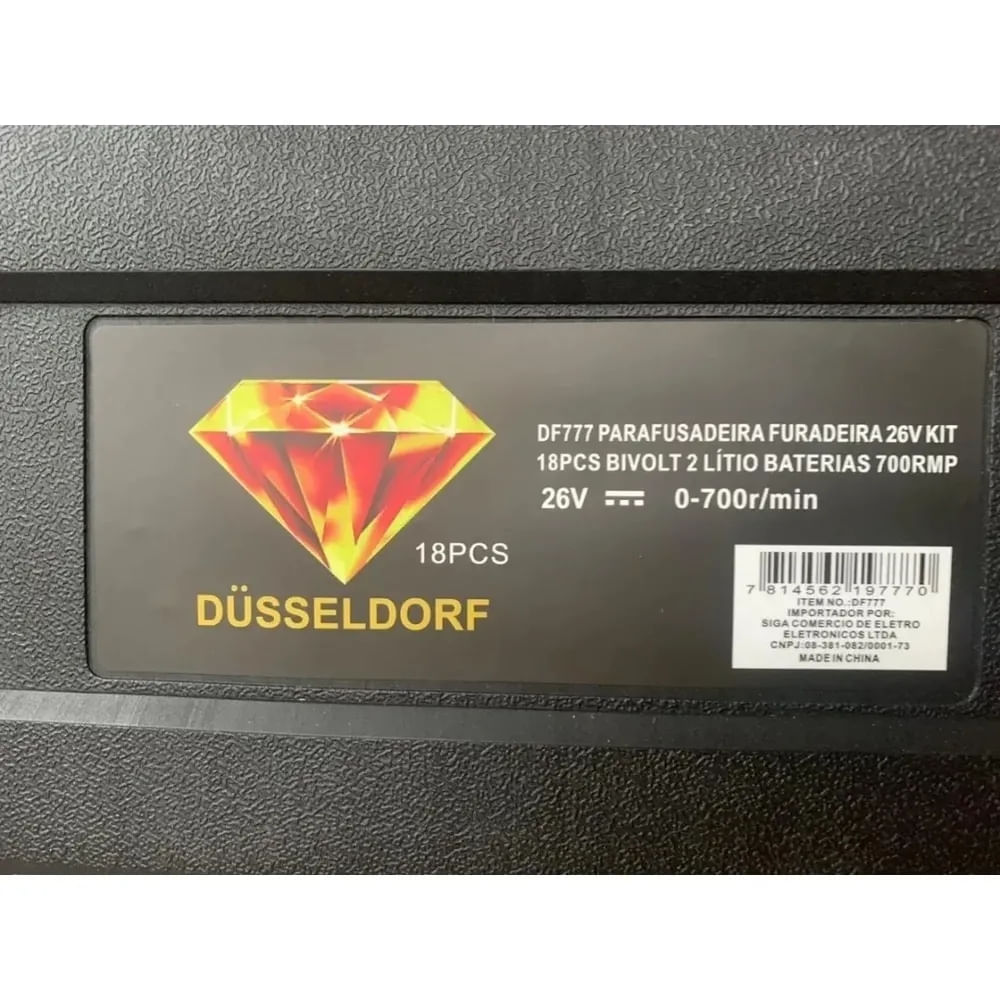 DF777 PARAFUSADEIRA FURADEIRA 26V KIT
18PCS BIVOLT 2 LÍTIO BATERIAS 700RMP
26V 0-700r/min
18PCS
DÜSSELDORF
7 814562 197770
ITEM NO.:DF777
IMPORTADOR POR:
SIGA COMERCIO DE ELETRO
ELETRONICOS LTDA
CNPJ:08-381-082/0001-73
MADE IN CHINA